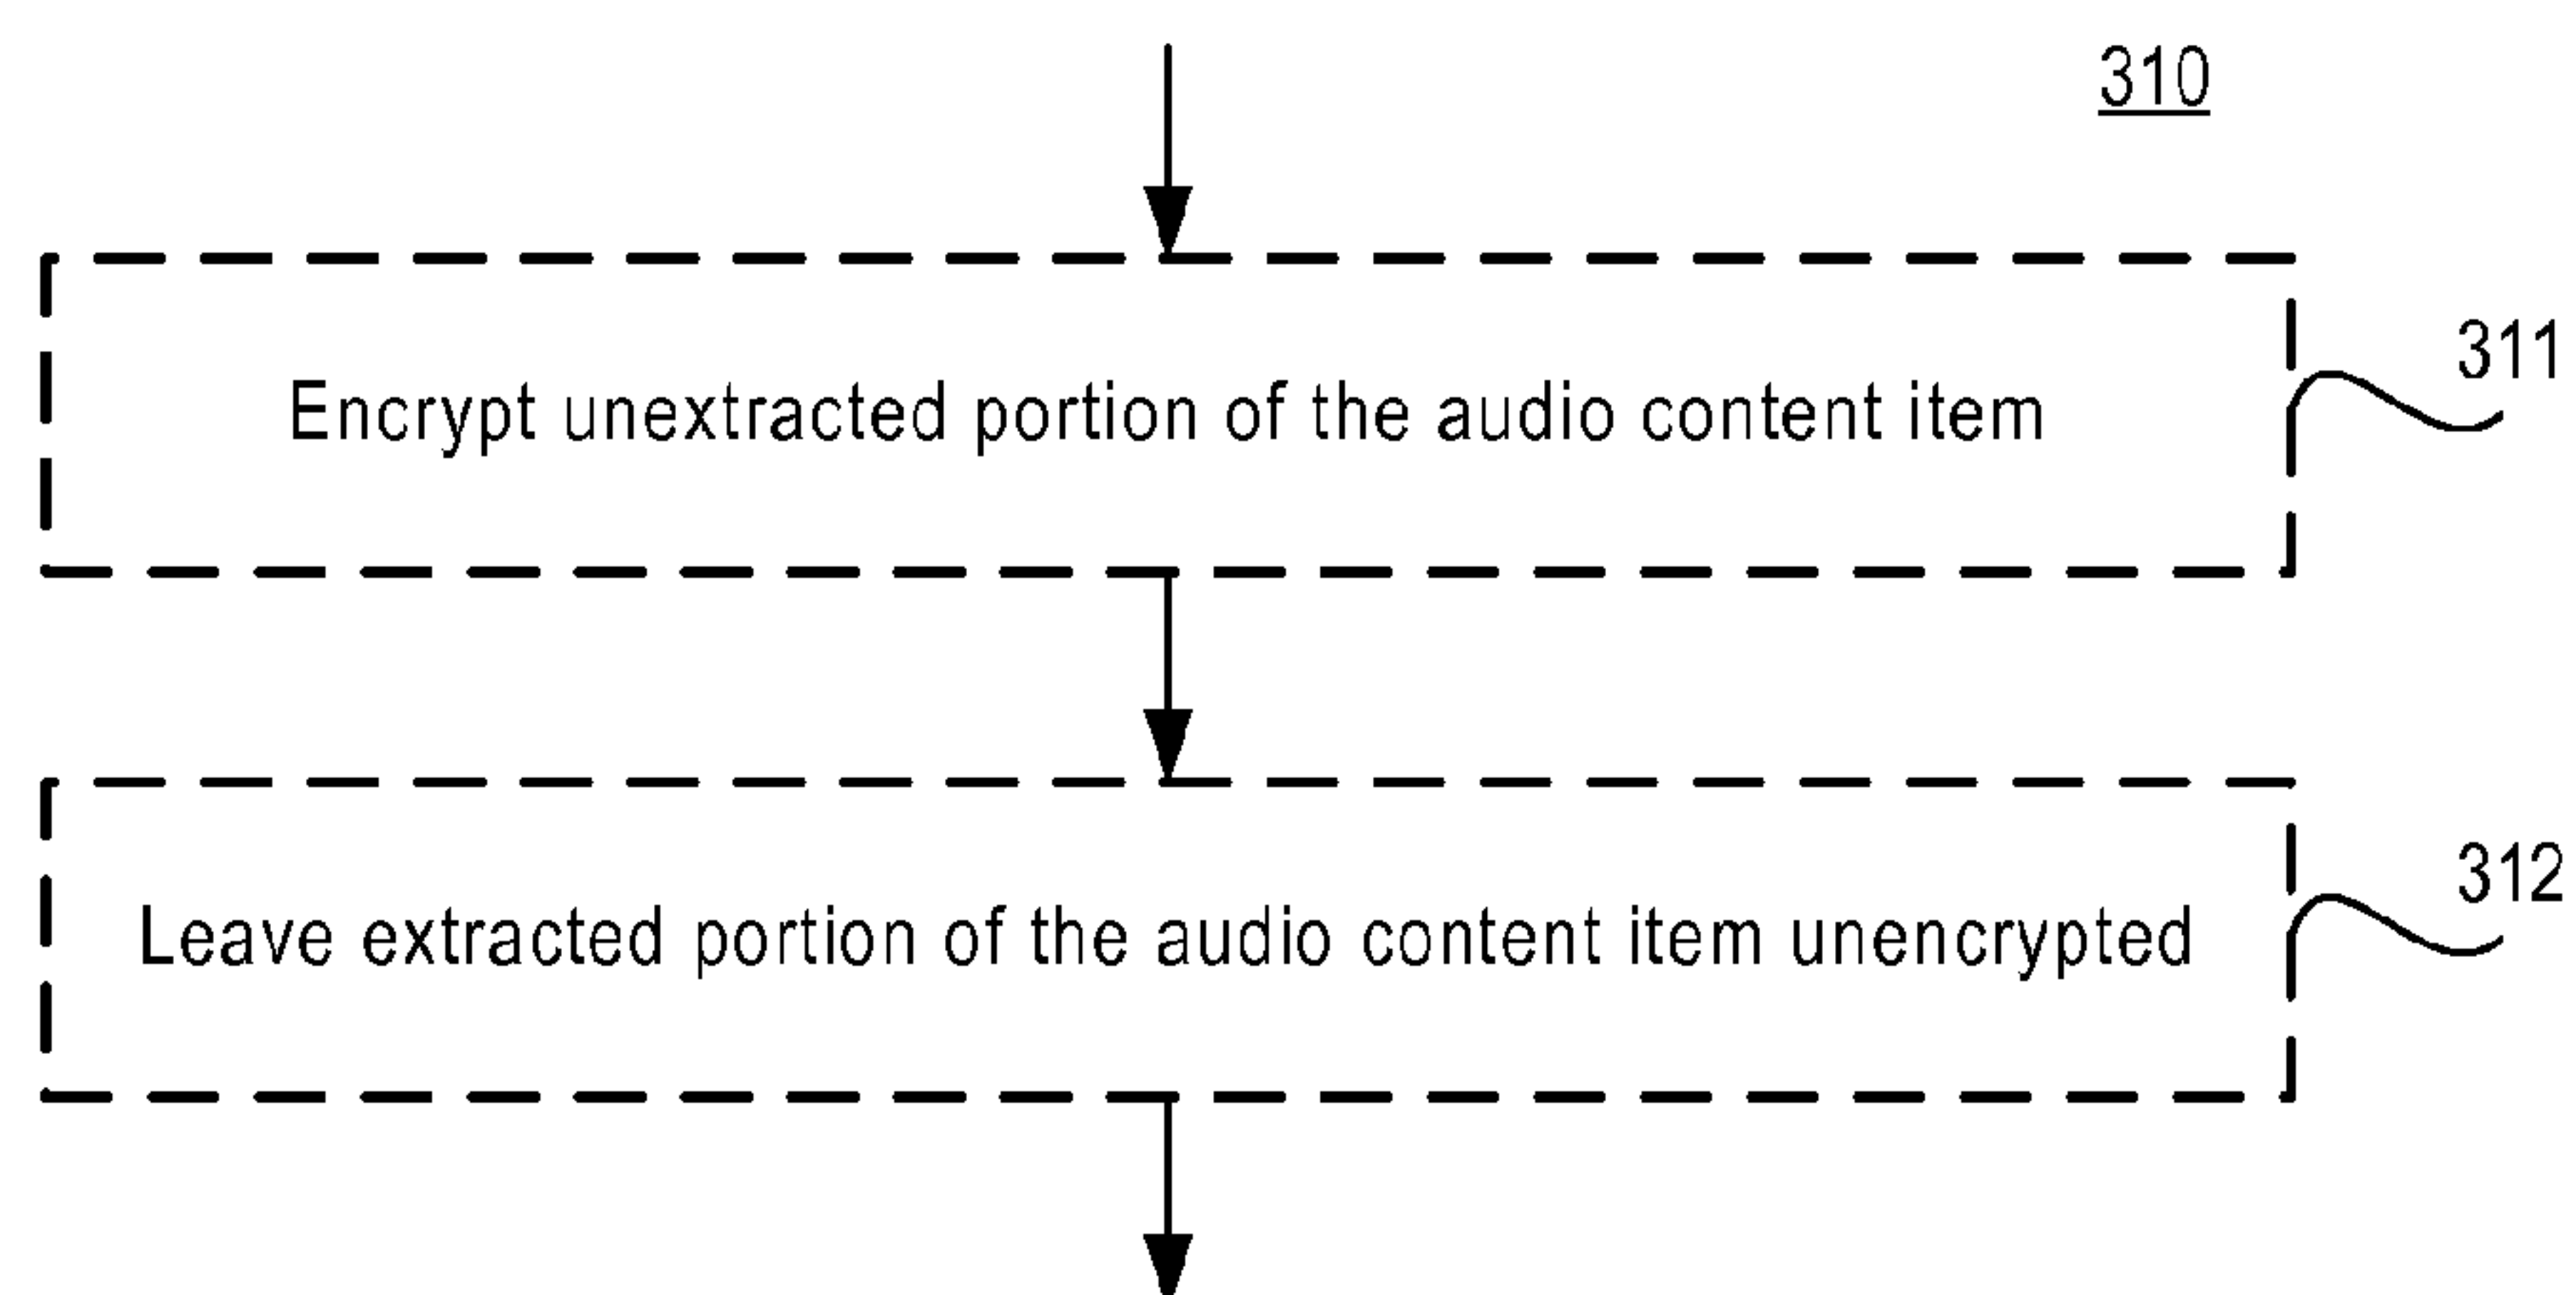 310
Encrypt unextracted portion of the audio content item
311
Leave extracted portion of the audio content item unencrypted
312